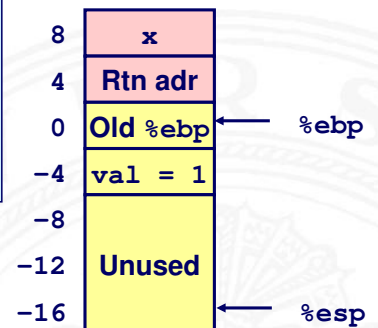 8 x
4 Rtn adr
0 Old %ebp %ebp
-4 val = 1
-8
-12 Unused
-16 %esp